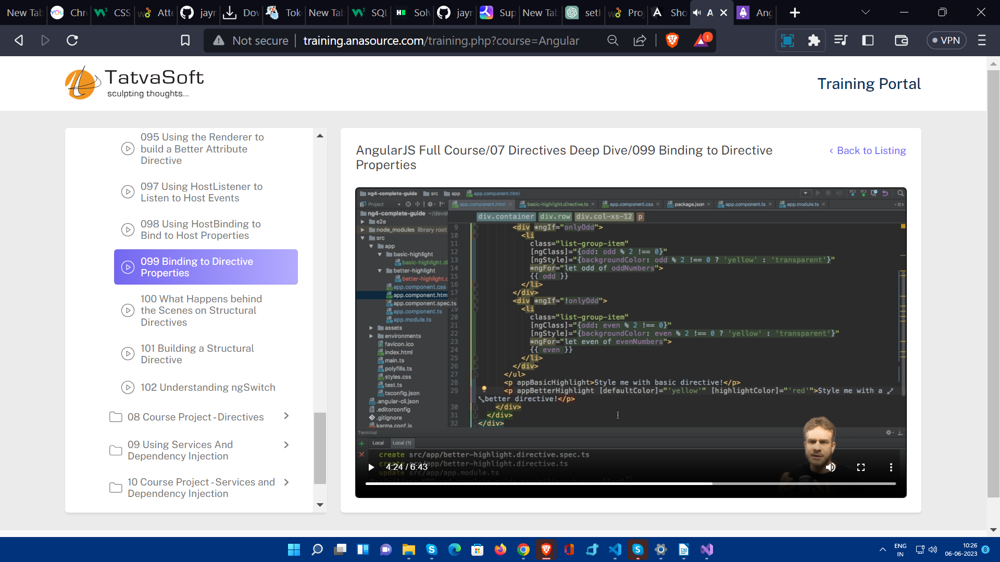 New Tab
YOU
Chr
CSS
Atte
jayr
Dov
Tok
New Tab
SQL
Solv
jayr
Sup
New Tab
setI
Proj
Sho
A
Ang
Not secure
training.anasource.com/training.php?course=Angular
1
VPN
TatvaSoft
sculpting thoughts...
Training Portal
095 Using the Renderer to
build a Better Attribute
Directive
097 Using HostListener to
Listen to Host Events
098 Using HostBinding to
Bind to Host Properties
099 Binding to Directive
Properties
100 What Happens behind
the Scenes on Structural
Directives
101 Building a Structural
Directive
102 Understanding ngSwitch
08 Course Project - Directives
09 Using Services And
Dependency Injection
10 Course Project - Services and
Dependency Injection
AngularJS Full Course/07 Directives Deep Dive/099 Binding to Directive
Properties
Back to Listing
ng4-complete-guide src app app.component.html
Project
app.component.html basic-highlight.directive.ts app.component.css package.json app.component.ts app.module.ts
div.container div.row div.col-xs-12 p
ng4-complete-guide ~/devel
e2e
node_modules library root
src
app
basic-highlight
basic-highlight.di
better-highlight
better-highlight.c
app.component.css
app.component.htm
app.component.spec.ts
app.component.ts
app.module.ts
assets
environments
favicon.ico
index.html
main.ts
polyfills.ts
styles.css
test.ts
tsconfig.json
.angular-cli.json
.editorconfig
.gitignore
karma.conf.js
9 <div *ngIf="onlyOdd">
10 <li
11 class="list-group-item"
12 [ngClass]="{odd: odd % 2 !== 0}"
13 [ngStyle]="{backgroundColor: odd % 2 !== 0 ? 'yellow' : 'transparent'}"
14 *ngFor="let odd of oddNumbers">
15 {{ odd }}
16 </li>
17 </div>
18 <div *ngIf="!onlyOdd">
19 <li
20 class="list-group-item"
21 [ngClass]="{odd: even % 2 !== 0}"
22 [ngStyle]="{backgroundColor: even % 2 !== 0 ? 'yellow' : 'transparent'}"
23 *ngFor="let even of evenNumbers">
24 {{ even }}
25 </li>
26 </div>
27 </ul>
28 <p appBasicHighlight>Style me with basic directive!</p>
29 <p appBetterHighlight [defaultColor]="'yellow'" [highlightColor]="'red'">Style me with a
better directive!</p>
30 </div>
31 </div>
32 </div>
Terminal
Local Local (1)
create src/app/better-highlight.directive.spec.ts
create src/app/better-highlight.directive.ts
update src/app/app.module.ts
4:24 / 6:43
ENG
IN
10:26
06-06-2023
8